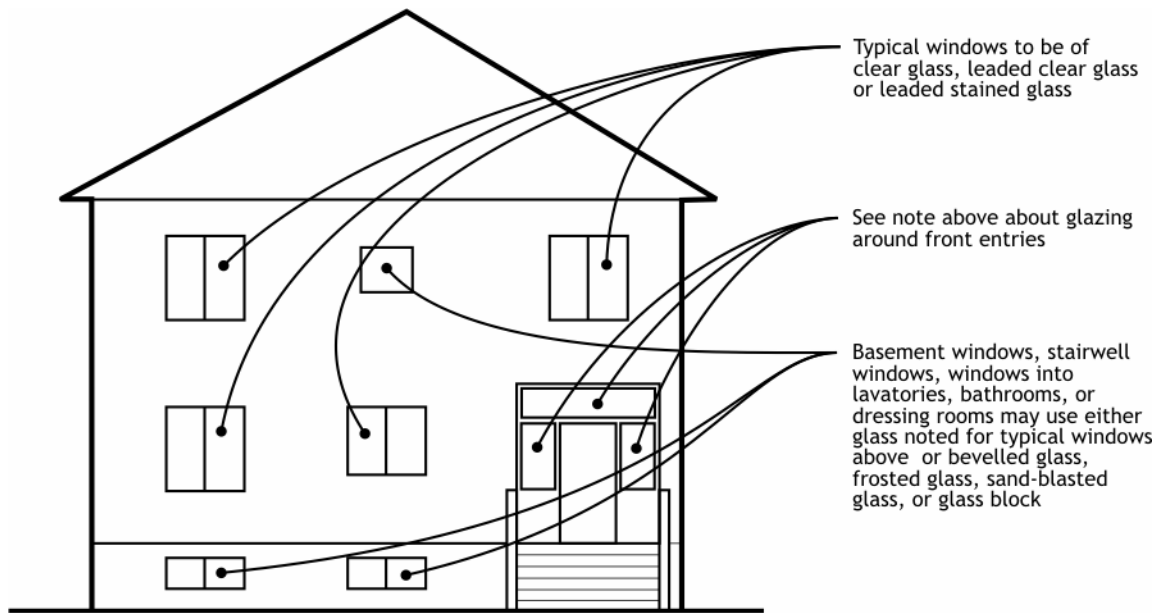 Typical windows to be of
clear glass, leaded clear glass
or leaded stained glass
See note above about glazing
around front entries
Basement windows, stairwell
windows, windows into
lavatories, bathrooms, or
dressing rooms may use either
glass noted for typical windows
above  or bevelled glass,
frosted glass, sand-blasted
glass, or glass block